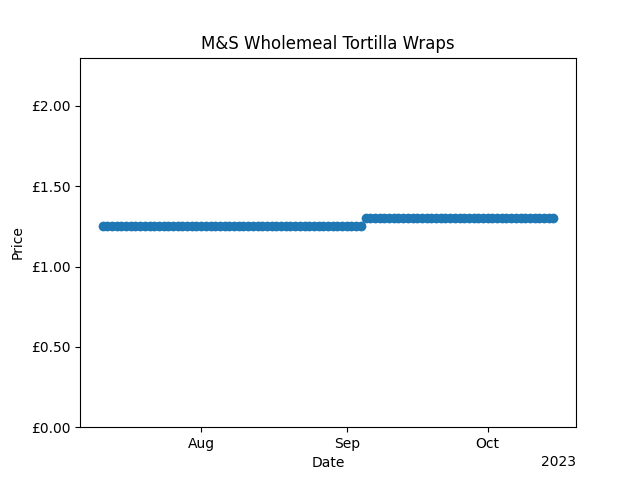 M&S Wholemeal Tortilla Wraps
£2.00
£1.50
£1.00
£0.50
£0.00
Price
Aug Sep Oct
Date
2023